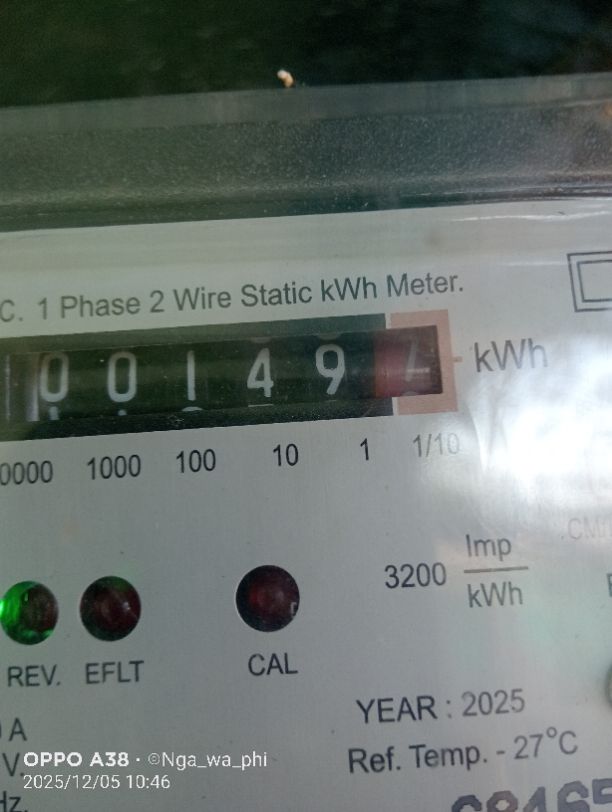 C. 1 Phase 2 Wire Static kWh Meter.
0 0 1 4 9 kWh
0000 1000 100 10 1 1/10
3200 Imp
kWh
REV. EFLT CAL
YEAR : 2025
A
V.
Ref. Temp. - 27°C
Hz.
OPPO A38 · ©Nga_wa_phi
2025/12/05 10:46